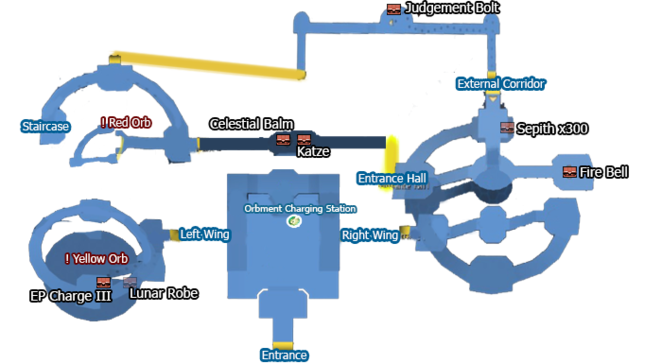 Judgement Bolt
External Corridor
Staircase
! Red Orb
Celestial Balm
Katze
Sepith x300
Entrance Hall
Fire Bell
Orbment Charging Station
Left Wing
Right Wing
! Yellow Orb
EP Charge III
Lunar Robe
Entrance